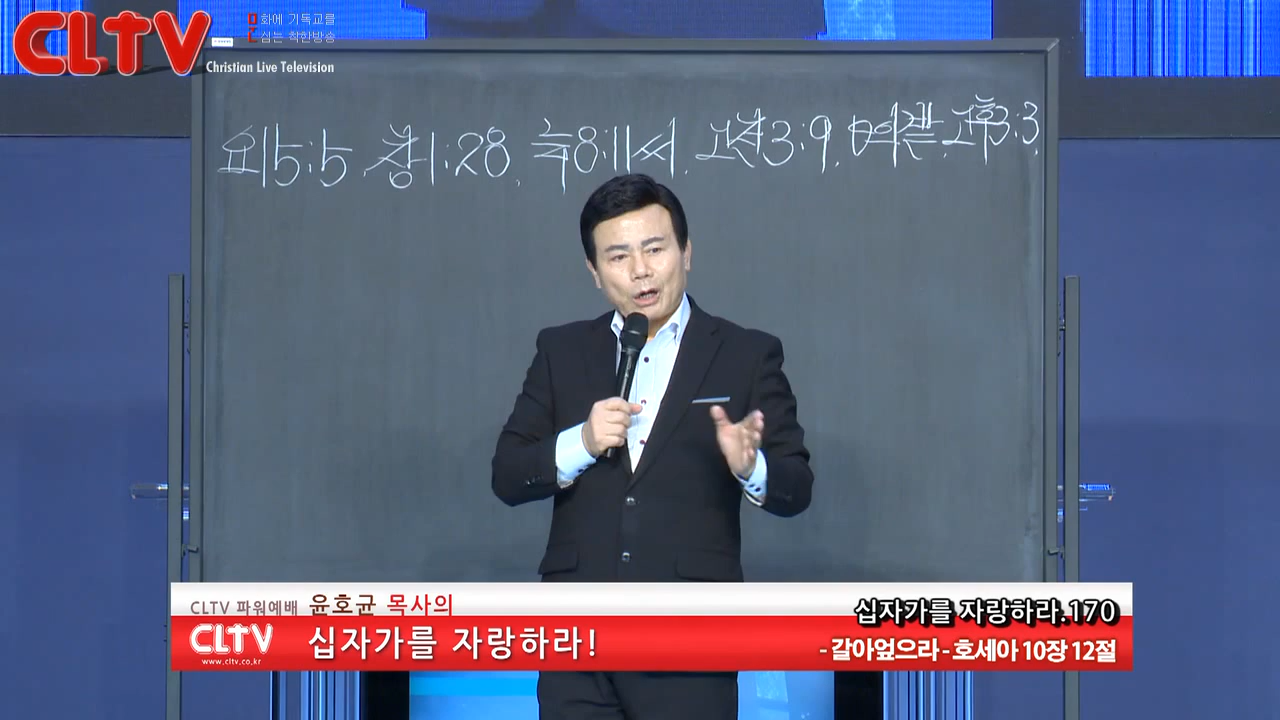 CLTV
문화에 기독교를
심는 착한방송
Christian Live Television
요15:5 창1:28, 눅8:11씨, 고전3:9, 고후3:3,
CLTV 파워예배 윤호균 목사의
십자가를 자랑하라.170
CLTV
www.cltv.co.kr
십자가를 자랑하라!
- 갈아엎으라 - 호세아 10장 12절